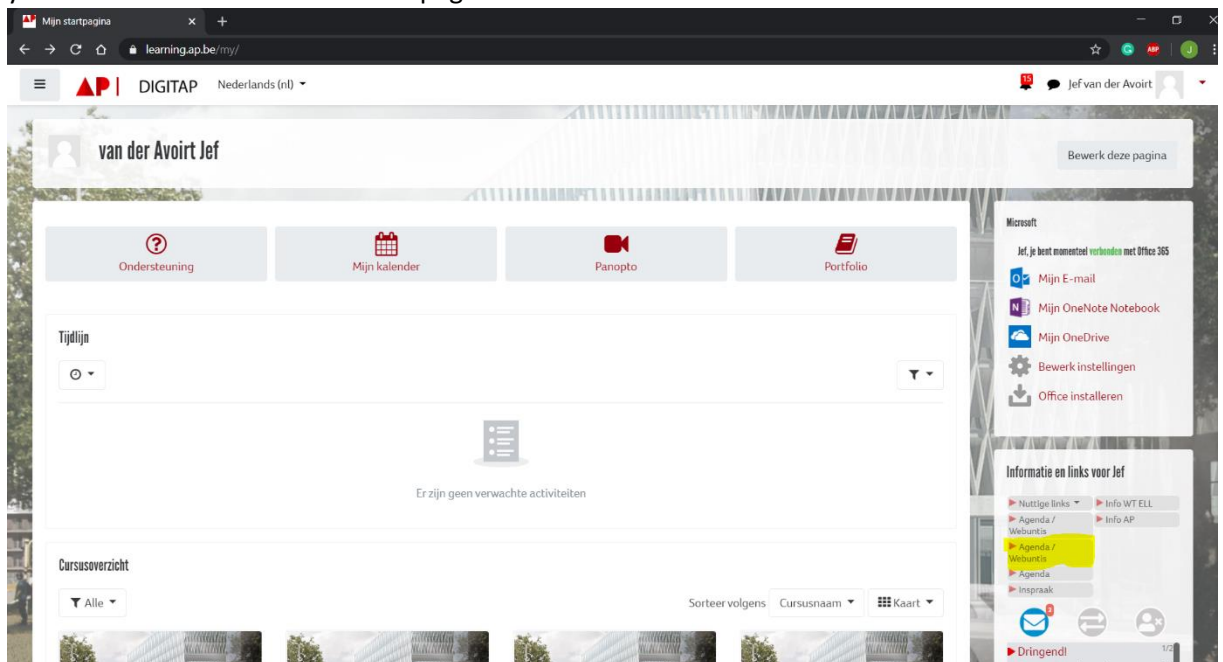 Mijn startpagina
learning.ap.be/my/
ABP
J
AP
DIGITAP
Nederlands (nl)
15
Jef van der Avoirt
van der Avoirt Jef
Bewerk deze pagina
Ondersteuning
Mijn kalender
Panopto
Portfolio
Tijdlijn
Er zijn geen verwachte activiteiten
Cursusoverzicht
Alle
Sorteer volgens
Cursusnaam
Kaart
Microsoft
Jef, je bent momenteel verbonden met Office 365
Mijn E-mail
Mijn OneNote Notebook
Mijn OneDrive
Bewerk instellingen
Office installeren
Informatie en links voor Jef
Nuttige links
Info WT ELL
Agenda /
Webuntis
Info AP
Agenda /
Webuntis
Agenda
Inspraak
3
Dringend!
1/2